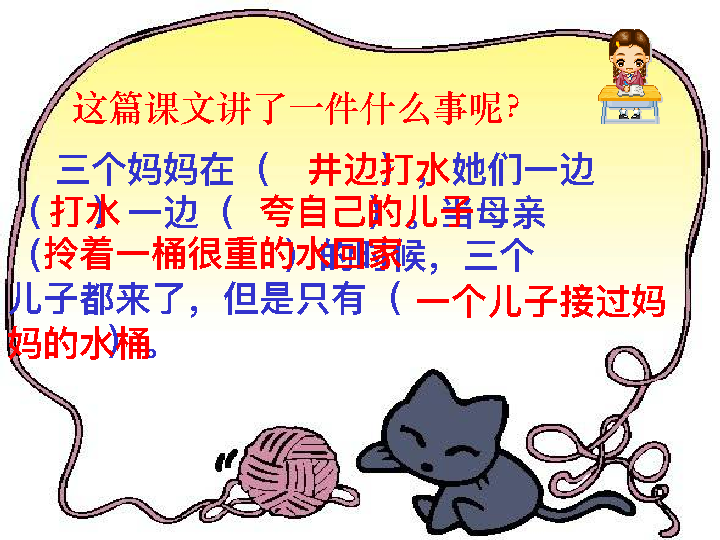 这篇课文讲了一件什么事呢?
三个妈妈在（井边打水），她们一边
（打水）一边（夸自己的儿子）。当母亲
（拎着一桶很重的水回家）的时候，三个
儿子都来了，但是只有（一个儿子接过妈
妈的水桶）。